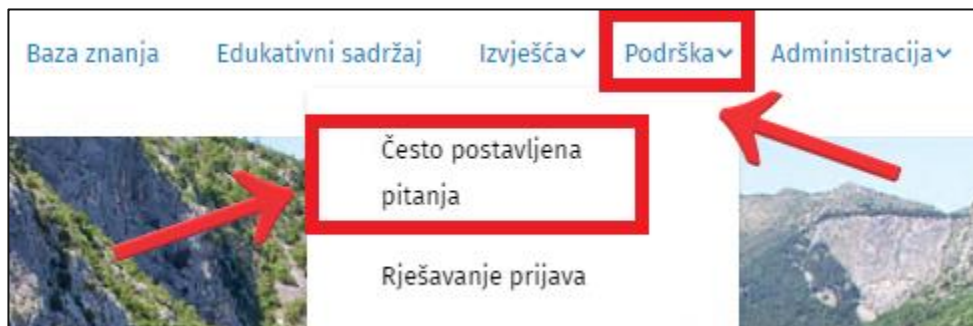 Baza znanja Edukativni sadržaj Izvješća Podrška Administracija
Često postavljena
pitanja
Rješavanje prijava